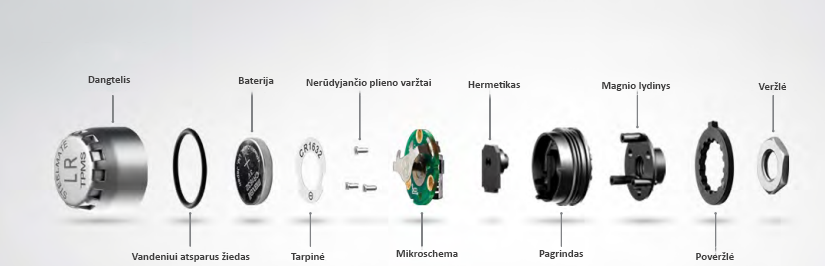 Dangtelis
Baterija
Nerūdyjančio plieno varžtai
Hermetikas
Magnio lydinys
Veržlė
STEELMATE
LR
TPMS
CR1632
Vandeniui atsparus žiedas
Tarpinė
Mikroschema
Pagrindas
Poveržlė